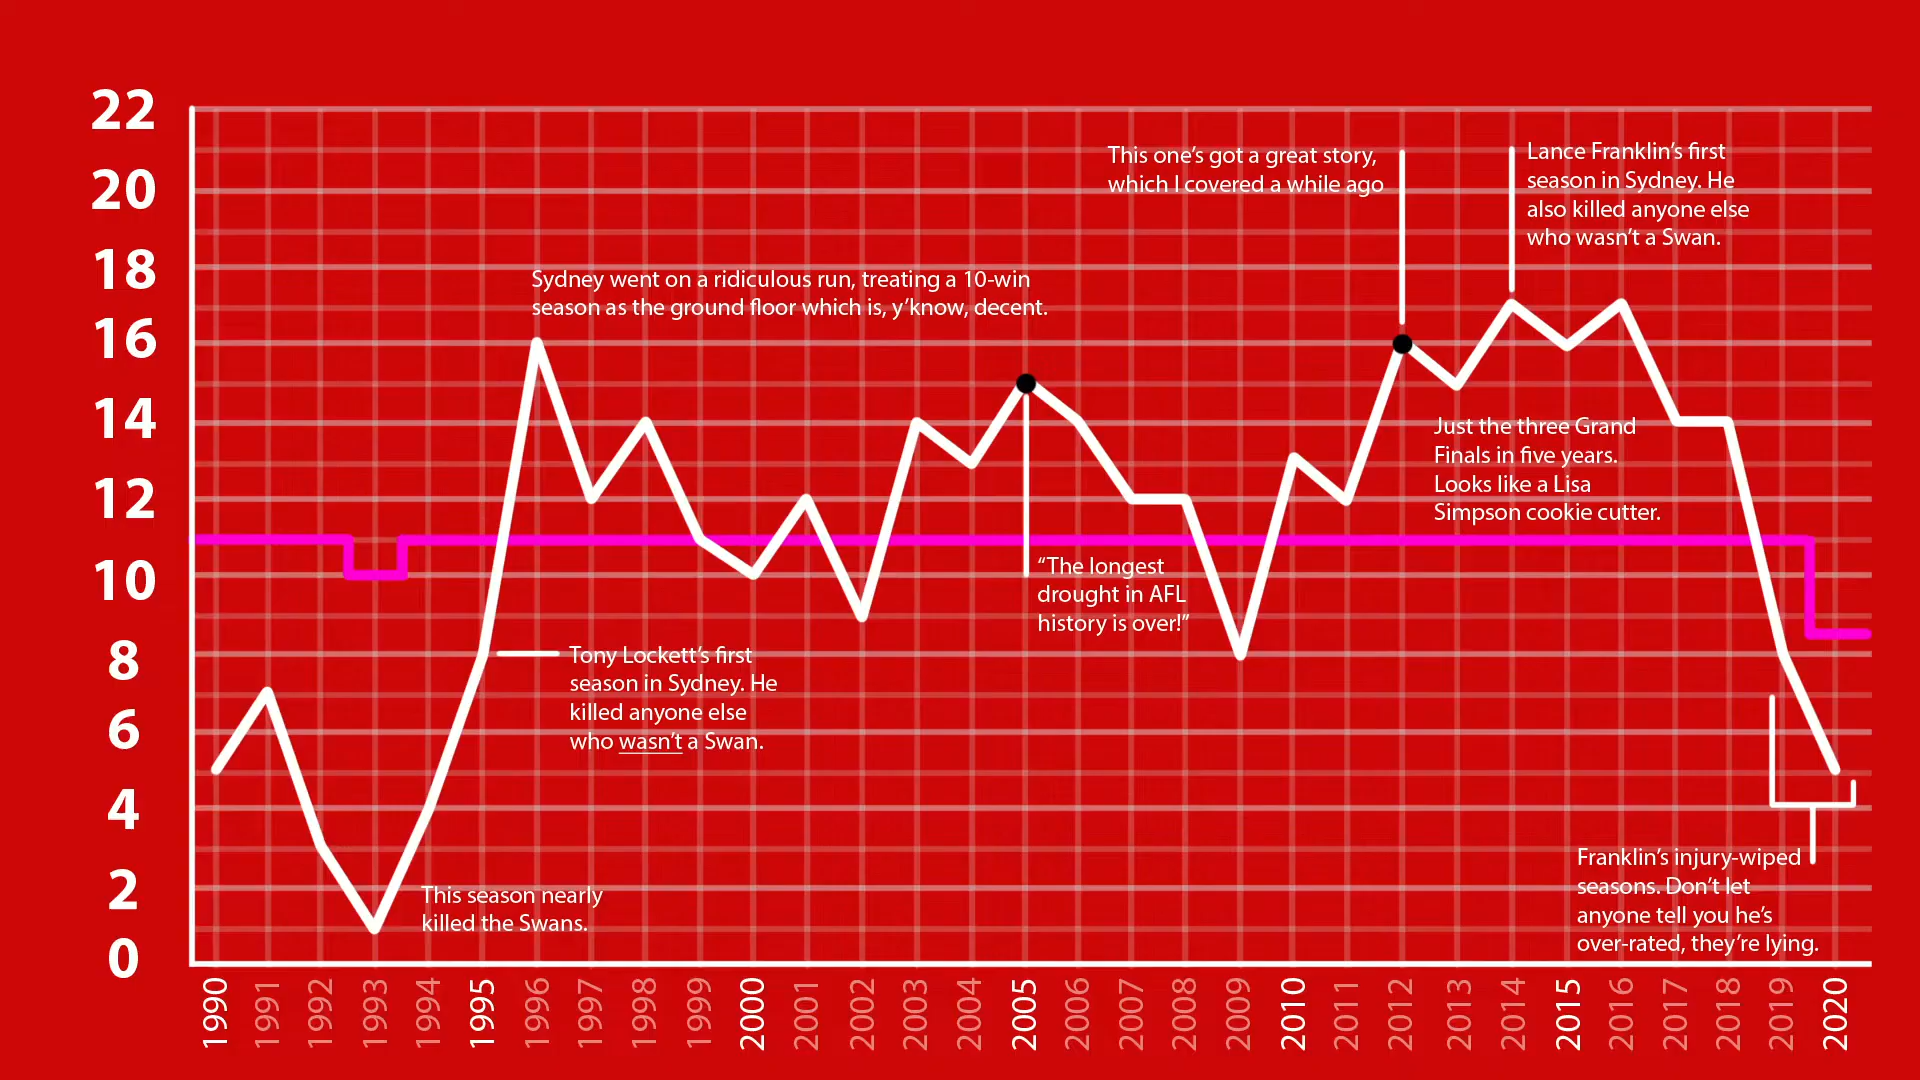 22
20
18
16
14
12
10
8
6
4
2
0
This one's got a great story,
which I covered a while ago
Lance Franklin's first
season in Sydney. He
also killed anyone else
who wasn't a Swan.
Sydney went on a ridiculous run, treating a 10-win
season as the ground floor which is, y'know, decent.
Just the three Grand
Finals in five years.
Looks like a Lisa
Simpson cookie cutter.
“The longest
drought in AFL
history is over!”
Tony Lockett's first
season in Sydney. He
killed anyone else
who wasn't a Swan.
This season nearly
killed the Swans.
Franklin's injury-wiped
seasons. Don't let
anyone tell you he's
over-rated, they're lying.
1990
1991
1992
1993
1994
1995
1996
1997
1998
1999
2000
2001
2002
2003
2004
2005
2006
2007
2008
2009
2010
2011
2012
2013
2014
2015
2016
2017
2018
2019
2020